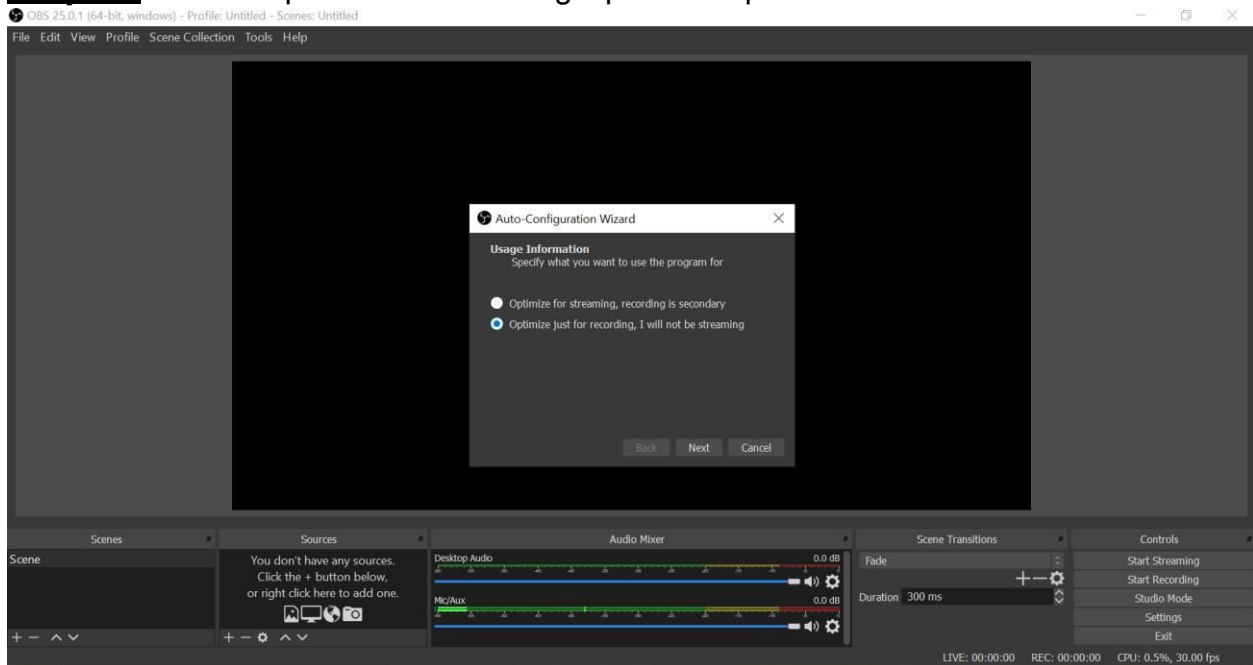 OBS 25.0.1 (64-bit, windows) - Profile: Untitled - Scenes: Untitled
File Edit View Profile Scene Collection Tools Help
Auto-Configuration Wizard
Usage Information
Specify what you want to use the program for
Optimize for streaming, recording is secondary
Optimize just for recording, I will not be streaming
Back Next Cancel
Scenes
Scene
Sources
You don't have any sources.
Click the + button below,
or right click here to add one.
Audio Mixer
Desktop Audio 0.0 dB
Mic/Aux 0.0 dB
Scene Transitions
Fade
Duration 300 ms
Controls
Start Streaming
Start Recording
Studio Mode
Settings
Exit
LIVE: 00:00:00 REC: 00:00:00 CPU: 0.5%, 30.00 fps